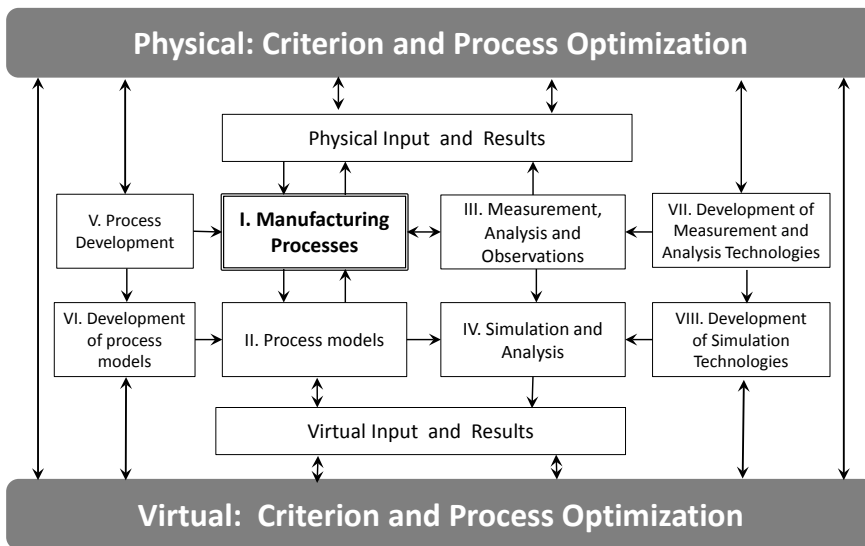 Physical: Criterion and Process Optimization
Physical Input and Results
V. Process
Development
I. Manufacturing
Processes
III. Measurement,
Analysis and
Observations
VII. Development of
Measurement and
Analysis Technologies
VI. Development
of process
models
II. Process models
IV. Simulation and
Analysis
VIII. Development
of Simulation
Technologies
Virtual Input and Results
Virtual: Criterion and Process Optimization